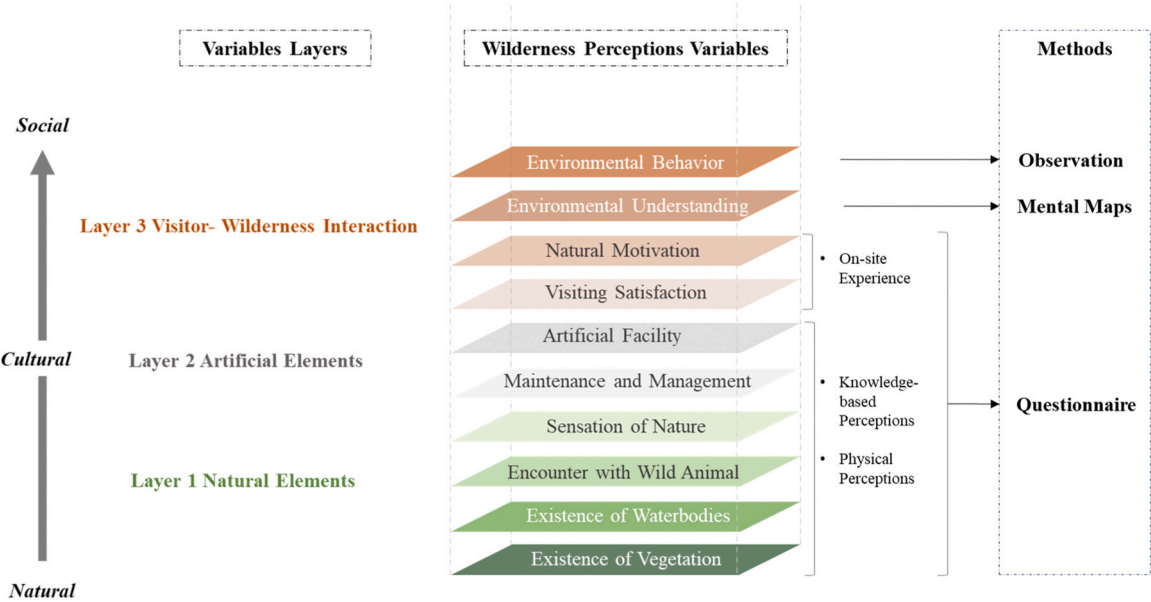 Variables Layers
Wilderness Perceptions Variables
Methods
Social
Cultural
Natural
Layer 3 Visitor- Wilderness Interaction
Layer 2 Artificial Elements
Layer 1 Natural Elements
Environmental Behavior
Environmental Understanding
Natural Motivation
Visiting Satisfaction
Artificial Facility
Maintenance and Management
Sensation of Nature
Encounter with Wild Animal
Existence of Waterbodies
Existence of Vegetation
• On-site
Experience
• Knowledge-
based
Perceptions
• Physical
Perceptions
Observation
Mental Maps
Questionnaire